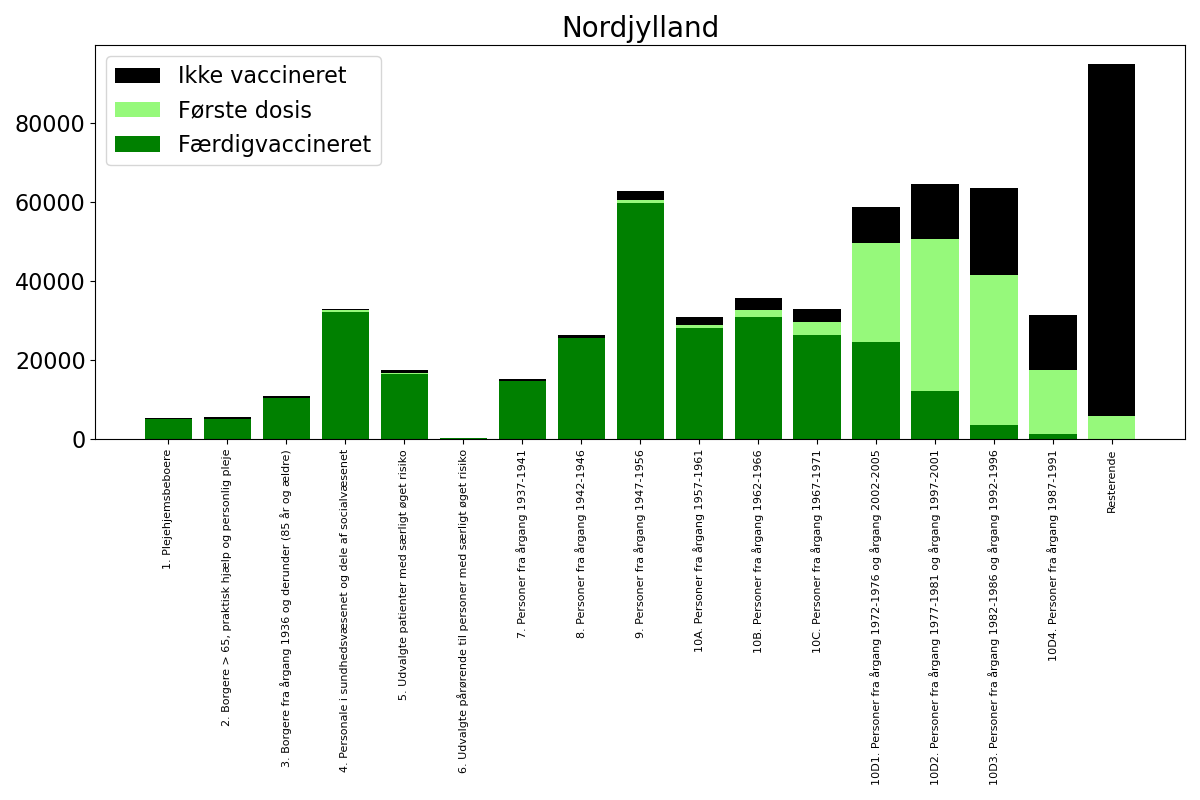 Nordjylland
Ikke vaccineret
Første dosis
Færdigvaccineret
80000
60000
40000
20000
0
1. Plejehjemsbeboere
2. Borgere > 65, praktisk hjælp og personlig pleje
3. Borgere fra årgang 1936 og derunder (85 år og ældre)
4. Personale i sundhedsvæsenet og dele af socialvæsenet
5. Udvalgte patienter med særligt øget risiko
6. Udvalgte pårørende til personer med særligt øget risiko
7. Personer fra årgang 1937-1941
8. Personer fra årgang 1942-1946
9. Personer fra årgang 1947-1956
10A. Personer fra årgang 1957-1961
10B. Personer fra årgang 1962-1966
10C. Personer fra årgang 1967-1971
10D1. Personer fra årgang 1972-1976 og årgang 2002-2005
10D2. Personer fra årgang 1977-1981 og årgang 1997-2001
10D3. Personer fra årgang 1982-1986 og årgang 1992-1996
10D4. Personer fra årgang 1987-1991
Resterende